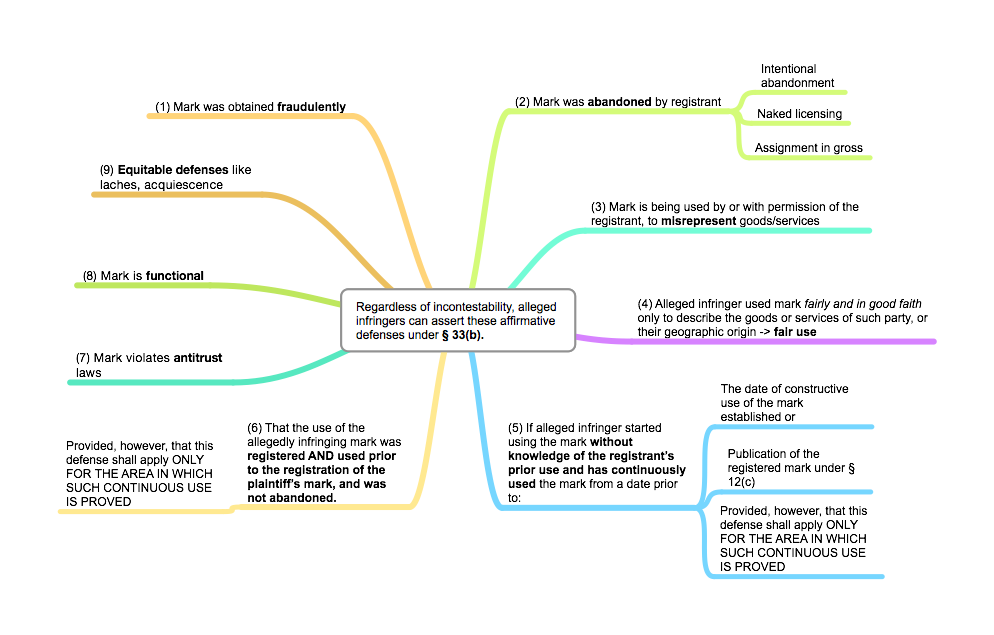 Regardless of incontestability, alleged
infringers can assert these affirmative
defenses under § 33(b).
(1) Mark was obtained fraudulently
(2) Mark was abandoned by registrant
Intentional
abandonment
Naked licensing
Assignment in gross
(3) Mark is being used by or with permission of the
registrant, to misrepresent goods/services
(4) Alleged infringer used mark fairly and in good faith
only to describe the goods or services of such party, or
their geographic origin -> fair use
(5) If alleged infringer started
using the mark without
knowledge of the registrant's
prior use and has continuously
used the mark from a date prior
to:
The date of constructive
use of the mark
established or
Publication of the
registered mark under §
12(c)
Provided, however, that this
defense shall apply ONLY
FOR THE AREA IN WHICH
SUCH CONTINUOUS USE
IS PROVED
(6) That the use of the
allegedly infringing mark was
registered AND used prior
to the registration of the
plaintiff's mark, and was
not abandoned.
Provided, however, that this
defense shall apply ONLY
FOR THE AREA IN WHICH
SUCH CONTINUOUS USE
IS PROVED
(7) Mark violates antitrust
laws
(8) Mark is functional
(9) Equitable defenses like
laches, acquiescence